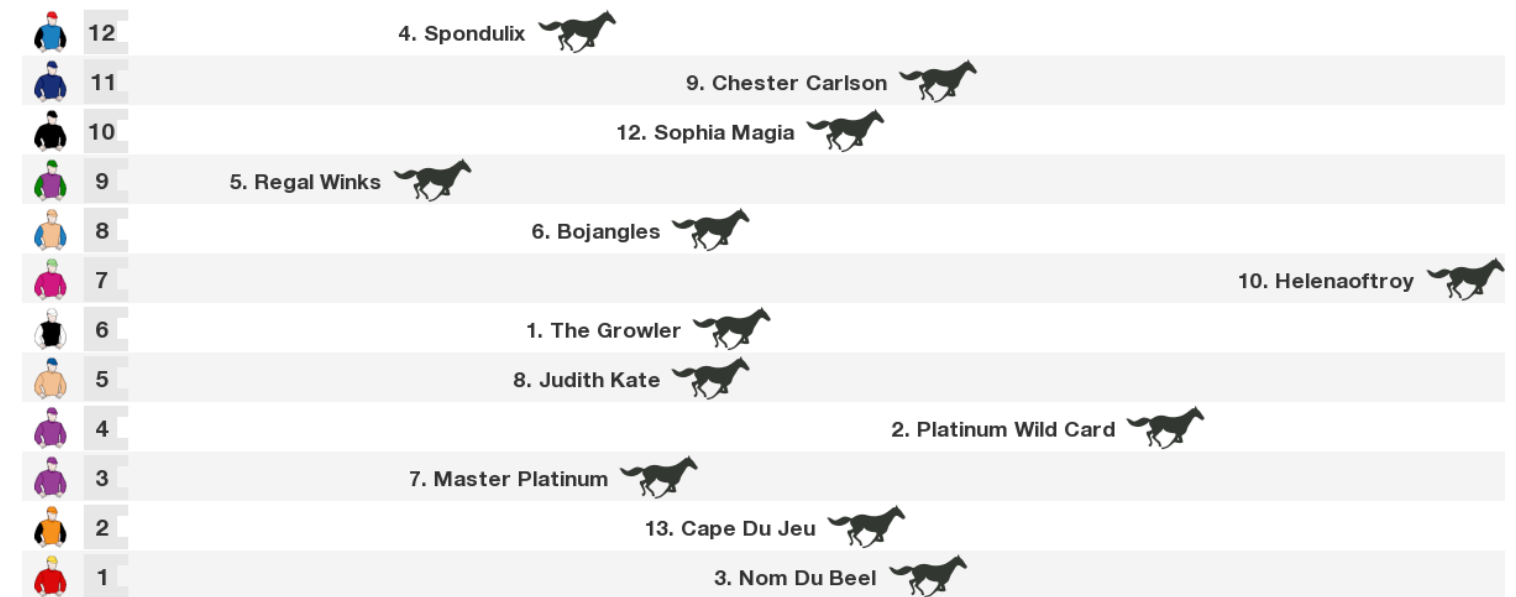 12 4. Spondulix
11 9. Chester Carlson
10 12. Sophia Magia
9 5. Regal Winks
8 6. Bojangles
7 10. Helenaoftroy
6 1. The Growler
5 8. Judith Kate
4 2. Platinum Wild Card
3 7. Master Platinum
2 13. Cape Du Jeu
1 3. Nom Du Beel